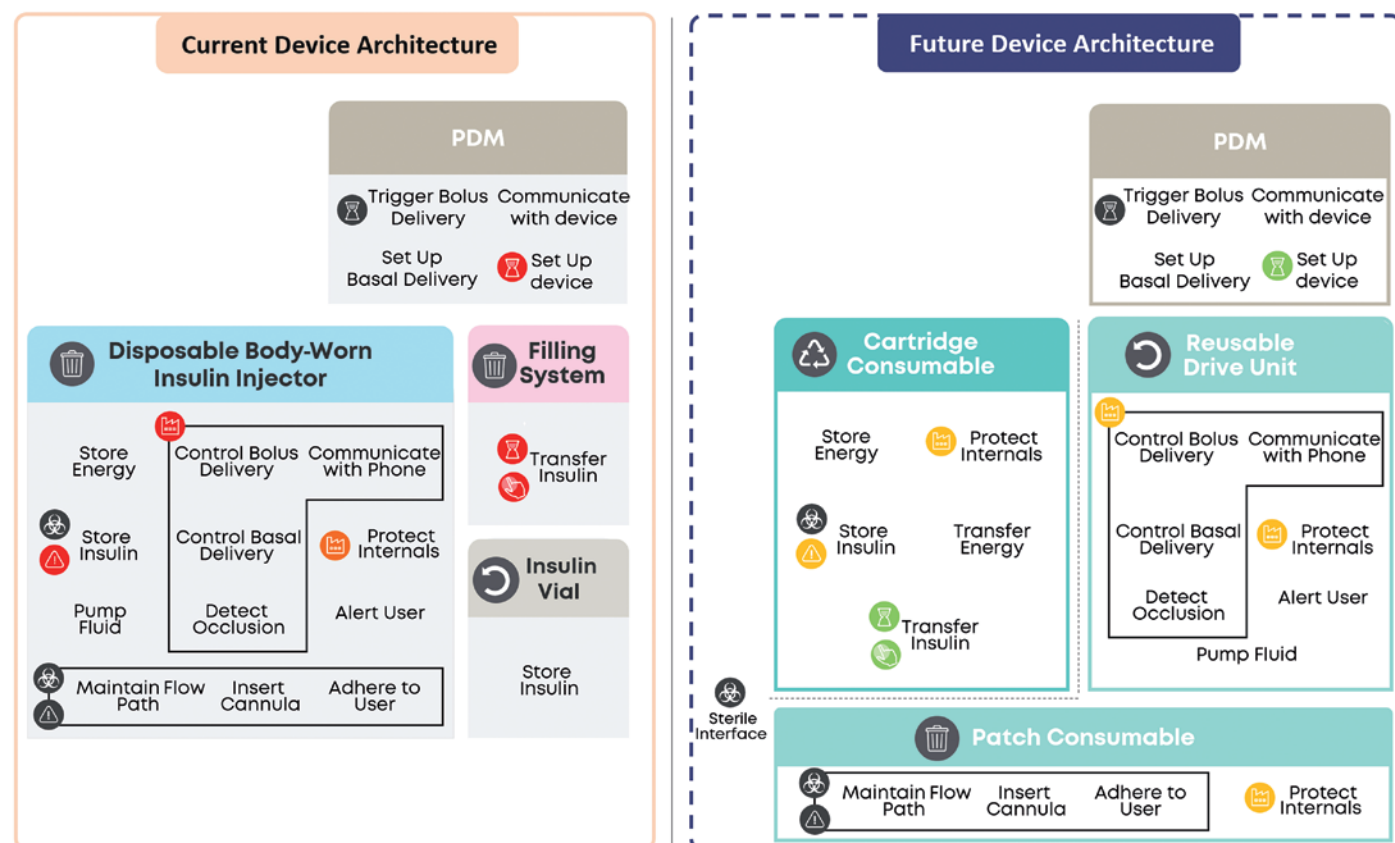 Current Device Architecture
PDM
Trigger Bolus
Delivery
Communicate
with device
Set Up
Basal Delivery
Set Up
device
Disposable Body-Worn
Insulin Injector
Store
Energy
Control Bolus
Delivery
Communicate
with Phone
Store
Insulin
Control Basal
Delivery
Protect
Internals
Pump
Fluid
Detect
Occlusion
Alert User
Maintain Flow
Path
Insert
Cannula
Adhere to
User
Filling
System
Transfer
Insulin
Insulin
Vial
Store
Insulin
Future Device Architecture
PDM
Trigger Bolus
Delivery
Communicate
with device
Set Up
Basal Delivery
Set Up
device
Cartridge
Consumable
Store
Energy
Protect
Internals
Store
Insulin
Transfer
Energy
Transfer
Insulin
Reusable
Drive Unit
Control Bolus
Delivery
Communicate
with Phone
Control Basal
Delivery
Protect
Internals
Detect
Occlusion
Alert User
Pump Fluid
Sterile
Interface
Patch Consumable
Maintain Flow
Path
Insert
Cannula
Adhere to
User
Protect
Internals